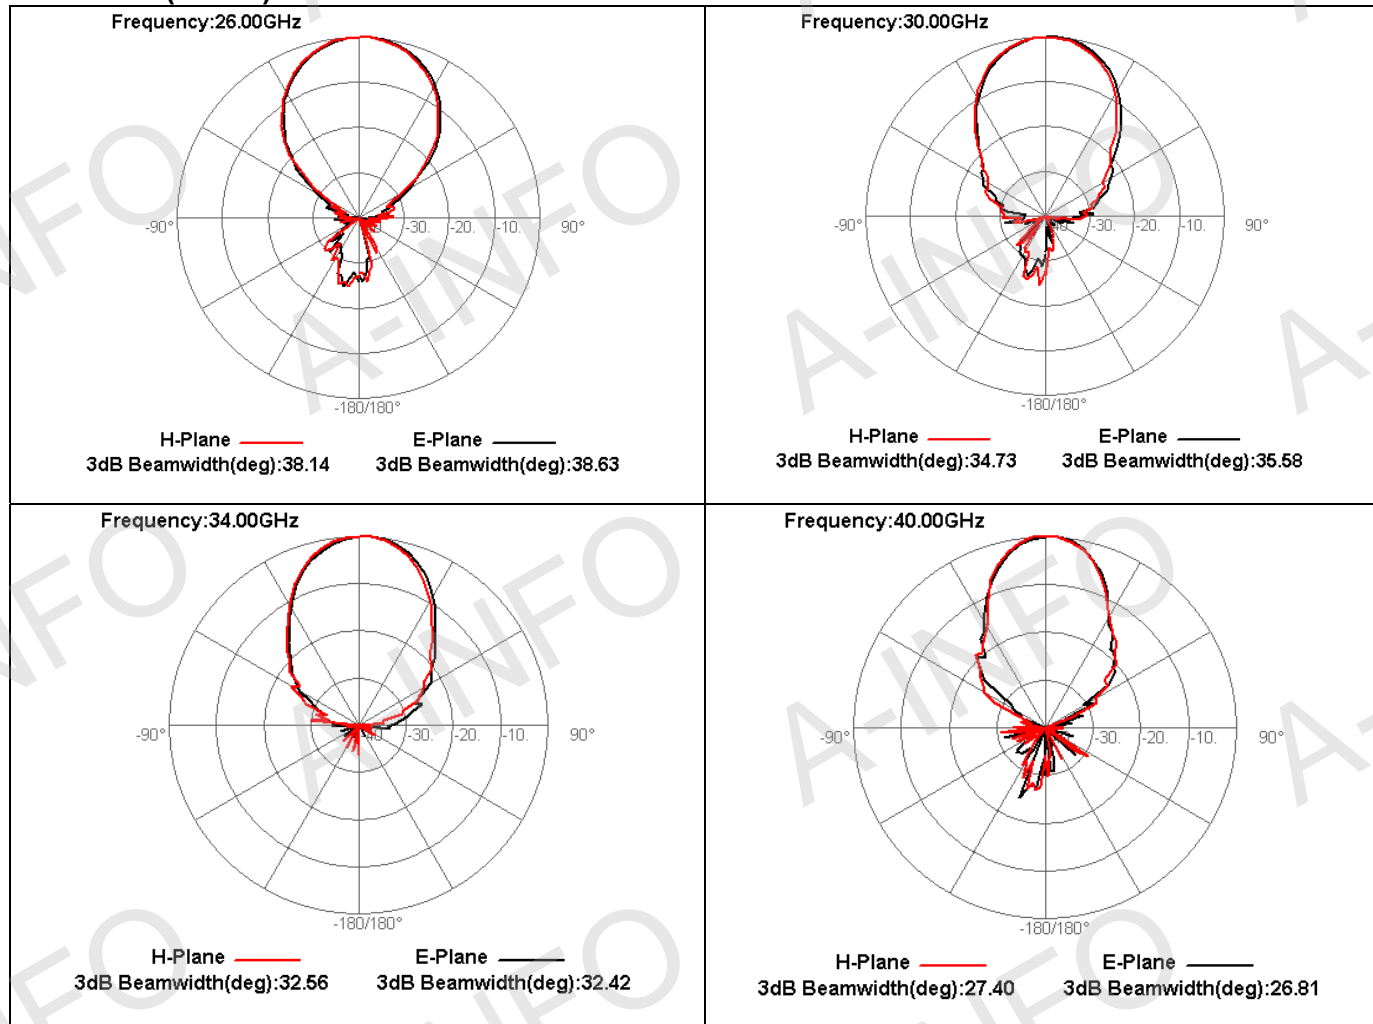 Frequency:26.00GHz
-90° -40 -30. -20. -10. 90°
-180/180°
H-Plane E-Plane
3dB Beamwidth(deg):38.14 3dB Beamwidth(deg):38.63
Frequency:30.00GHz
-90° -30. -20. -10. 90°
-180/180°
H-Plane E-Plane
3dB Beamwidth(deg):34.73 3dB Beamwidth(deg):35.58
Frequency:34.00GHz
-90° -30. -20. -10. 90°
-180/180°
H-Plane E-Plane
3dB Beamwidth(deg):32.56 3dB Beamwidth(deg):32.42
Frequency:40.00GHz
-90° -30. -20. -10. 90°
-180/180°
H-Plane E-Plane
3dB Beamwidth(deg):27.40 3dB Beamwidth(deg):26.81
A-INFO
A-INFO
A-INFO
A-INFO